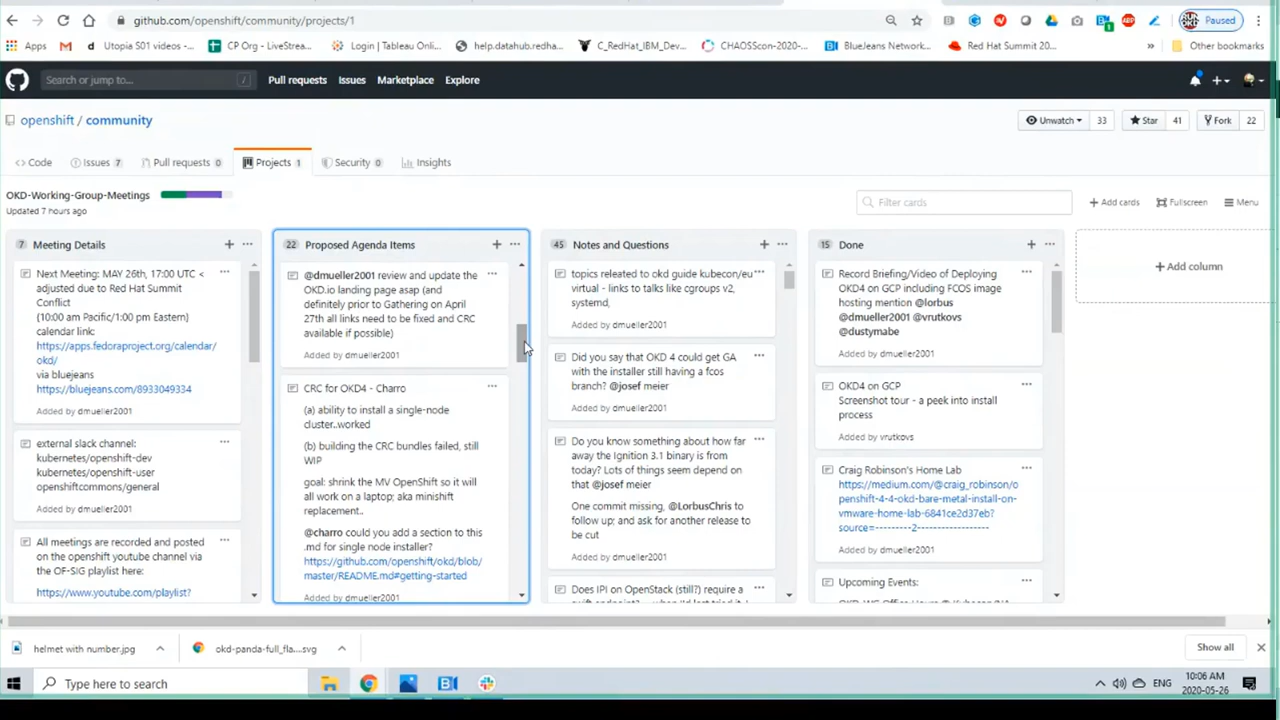 github.com/openshift/community/projects/1
Paused
Apps
Utopia S01 videos -...
CP Org - LiveStrea...
Login | Tableau Onli...
help.datahub.redha...
C_RedHat_IBM_Dev...
CHAOSScon-2020-...
BlueJeans Network...
Red Hat Summit 20...
»
Other bookmarks
Search or jump to...
/
Pull requests
Issues
Marketplace
Explore
openshift / community
Unwatch 33
Star 41
Fork 22
Code
Issues 7
Pull requests 0
Projects 1
Security 0
Insights
OKD-Working-Group-Meetings
Updated 7 hours ago
Filter cards
Add cards
Fullscreen
Menu
7 Meeting Details
Next Meeting: MAY 26th, 17:00 UTC <
adjusted due to Red Hat Summit
Conflict
(10:00 am Pacific/1:00 pm Eastern)
calendar link:
https://apps.fedoraproject.org/calendar/
okd/
via bluejeans
https://bluejeans.com/8933049334
Added by dmueller2001
external slack channel:
kubernetes/openshift-dev
kubernetes/openshift-user
openshiftcommons/general
Added by dmueller2001
All meetings are recorded and posted
on the openshift youtube channel via
the OF-SIG playlist here:
https://www.youtube.com/playlist?
22 Proposed Agenda Items
@dmueller2001 review and update the
OKD.io landing page asap (and
definitely prior to Gathering on April
27th all links need to be fixed and CRC
available if possible)
Added by dmueller2001
CRC for OKD4 - Charro
(a) ability to install a single-node
cluster..worked
(b) building the CRC bundles failed, still
WIP
goal: shrink the MV OpenShift so it will
all work on a laptop; aka minishift
replacement..
@charro could you add a section to this
.md for single node installer?
https://github.com/openshift/okd/blob/
master/README.md#getting-started
Added by dmueller2001
45 Notes and Questions
topics releated to okd guide kubecon/eu
virtual - links to talks like cgroups v2,
systemd,
Added by dmueller2001
Did you say that OKD 4 could get GA
with the installer still having a fcos
branch? @josef meier
Added by dmueller2001
Do you know something about how far
away the Ignition 3.1 binary is from
today? Lots of things seem depend on
that @josef meier
One commit missing, @LorbusChris to
follow up; and ask for another release to
be cut
Added by dmueller2001
Does IPI on OpenStack (still?) require a
15 Done
Record Briefing/Video of Deploying
OKD4 on GCP including FCOS image
hosting mention @lorbus
@dmueller2001 @vrutkovs
@dustymabe
Added by dmueller2001
OKD4 on GCP
Screenshot tour - a peek into install
process
Added by vrutkovs
Craig Robinson's Home Lab
https://medium.com/@craig_robinson/o
penshift-4-4-okd-bare-metal-install-on-
vmware-home-lab-6841ce2d37eb?
source=---------2------------------
Added by dmueller2001
Upcoming Events:
Add column
helmet with number.jpg
okd-panda-full_fla....svg
Show all
Type here to search
ENG
10:06 AM
2020-05-26